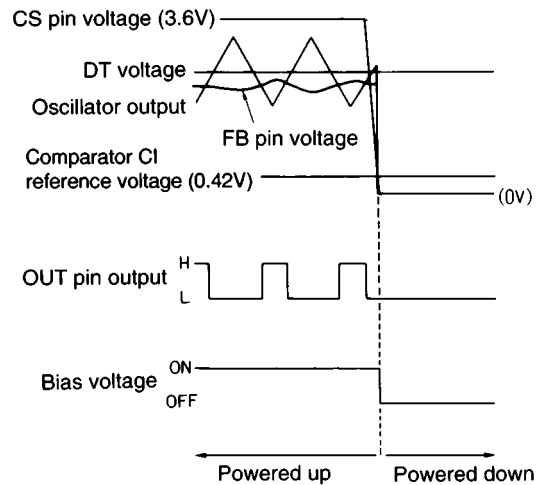 CS pin voltage (3.6V)
DT voltage
Oscillator output
FB pin voltage
Comparator CI
reference voltage (0.42V)
(0V)
H
OUT pin output
L
ON
Bias voltage
OFF
Powered up
Powered down